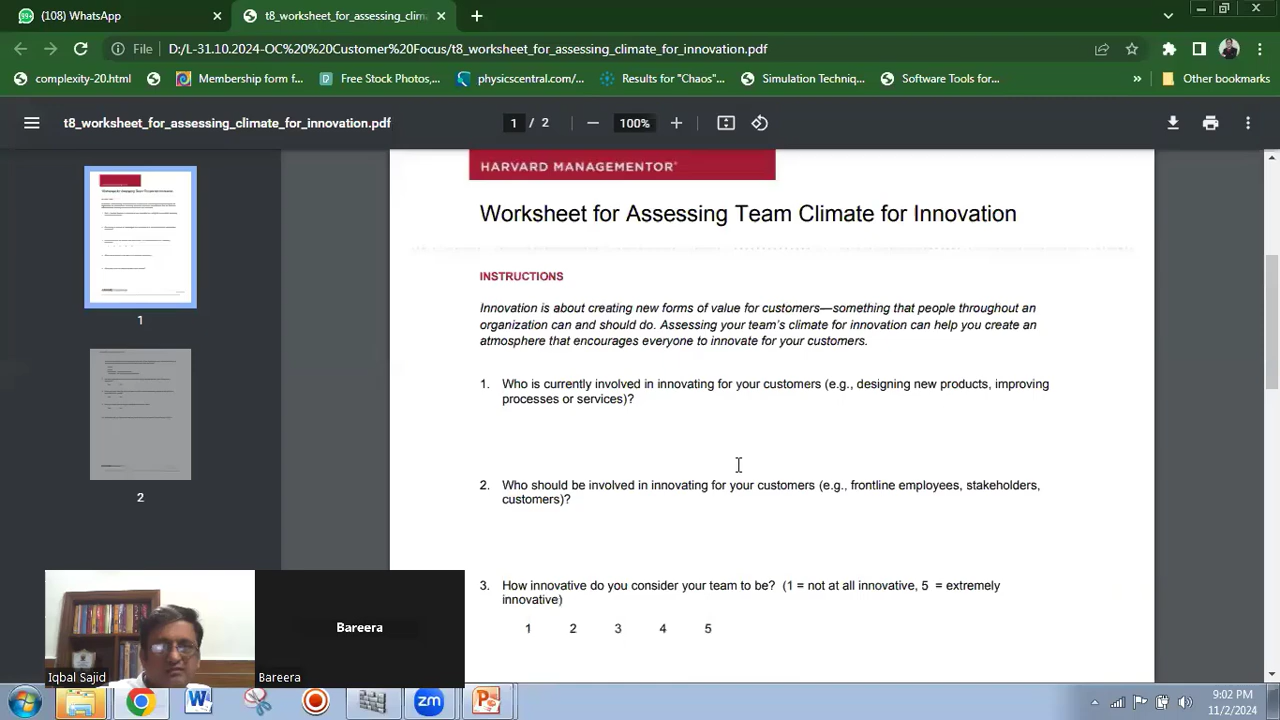 (108) WhatsApp
t8_worksheet_for_assessing_clim
File D:/L-31.10.2024-OC%20%20Customer%20Focus/t8_worksheet_for_assessing_climate_for_innovation.pdf
complexity-20.html
Membership form f...
Free Stock Photos,...
physicscentral.com/...
Results for "Chaos"...
Simulation Techniq...
Software Tools for...
Other bookmarks
t8_worksheet_for_assessing_climate_for_innovation.pdf
1 / 2
100%
1
2
HARVARD MANAGEMENTOR®
Worksheet for Assessing Team Climate for Innovation
INSTRUCTIONS
Innovation is about creating new forms of value for customers—something that people throughout an
organization can and should do. Assessing your team's climate for innovation can help you create an
atmosphere that encourages everyone to innovate for your customers.
1. Who is currently involved in innovating for your customers (e.g., designing new products, improving
processes or services)?
2. Who should be involved in innovating for your customers (e.g., frontline employees, stakeholders,
customers)?
3. How innovative do you consider your team to be? (1 = not at all innovative, 5 = extremely
innovative)
1 2 3 4 5
Iqbal Sajid
Bareera
Bareera
zm
9:02 PM
11/2/2024